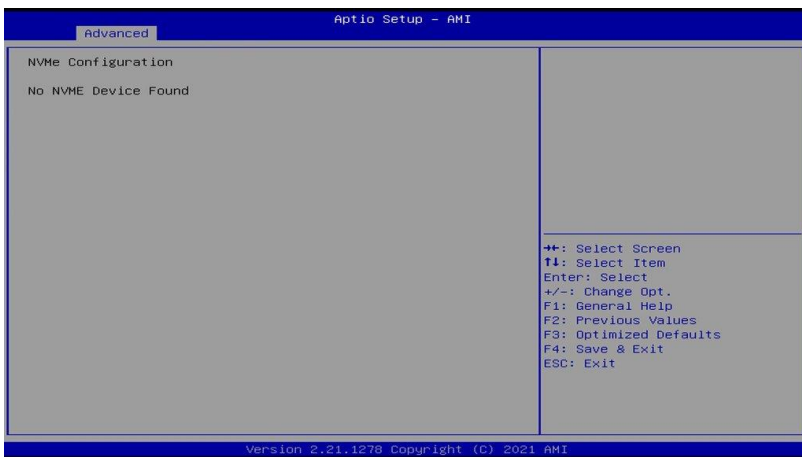 Aptio Setup – AMI
Advanced
NVMe Configuration
No NVME Device Found
→←: Select Screen
↑↓: Select Item
Enter: Select
+/-: Change Opt.
F1: General Help
F2: Previous Values
F3: Optimized Defaults
F4: Save & Exit
ESC: Exit
Version 2.21.1278 Copyright (C) 2021 AMI